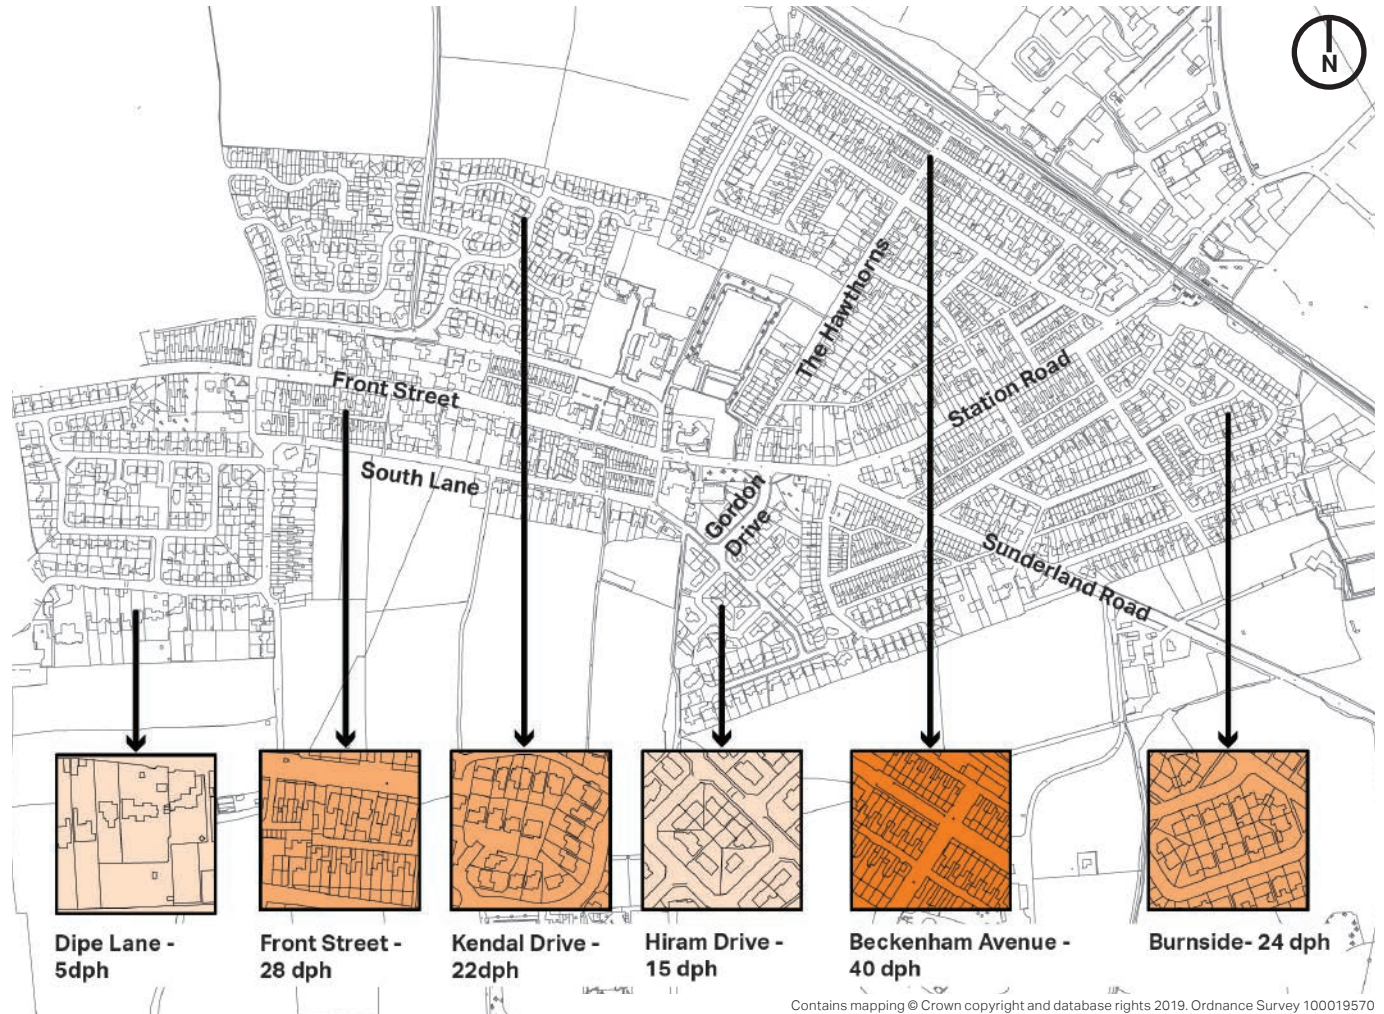 N
The Hawthorns
Front Street
Station Road
South Lane
Gordon
Drive
Sunderland Road
Dipe Lane -
5dph
Front Street -
28 dph
Kendal Drive -
22dph
Hiram Drive -
15 dph
Beckenham Avenue -
40 dph
Burnside- 24 dph
Contains mapping © Crown copyright and database rights 2019. Ordnance Survey 100019570